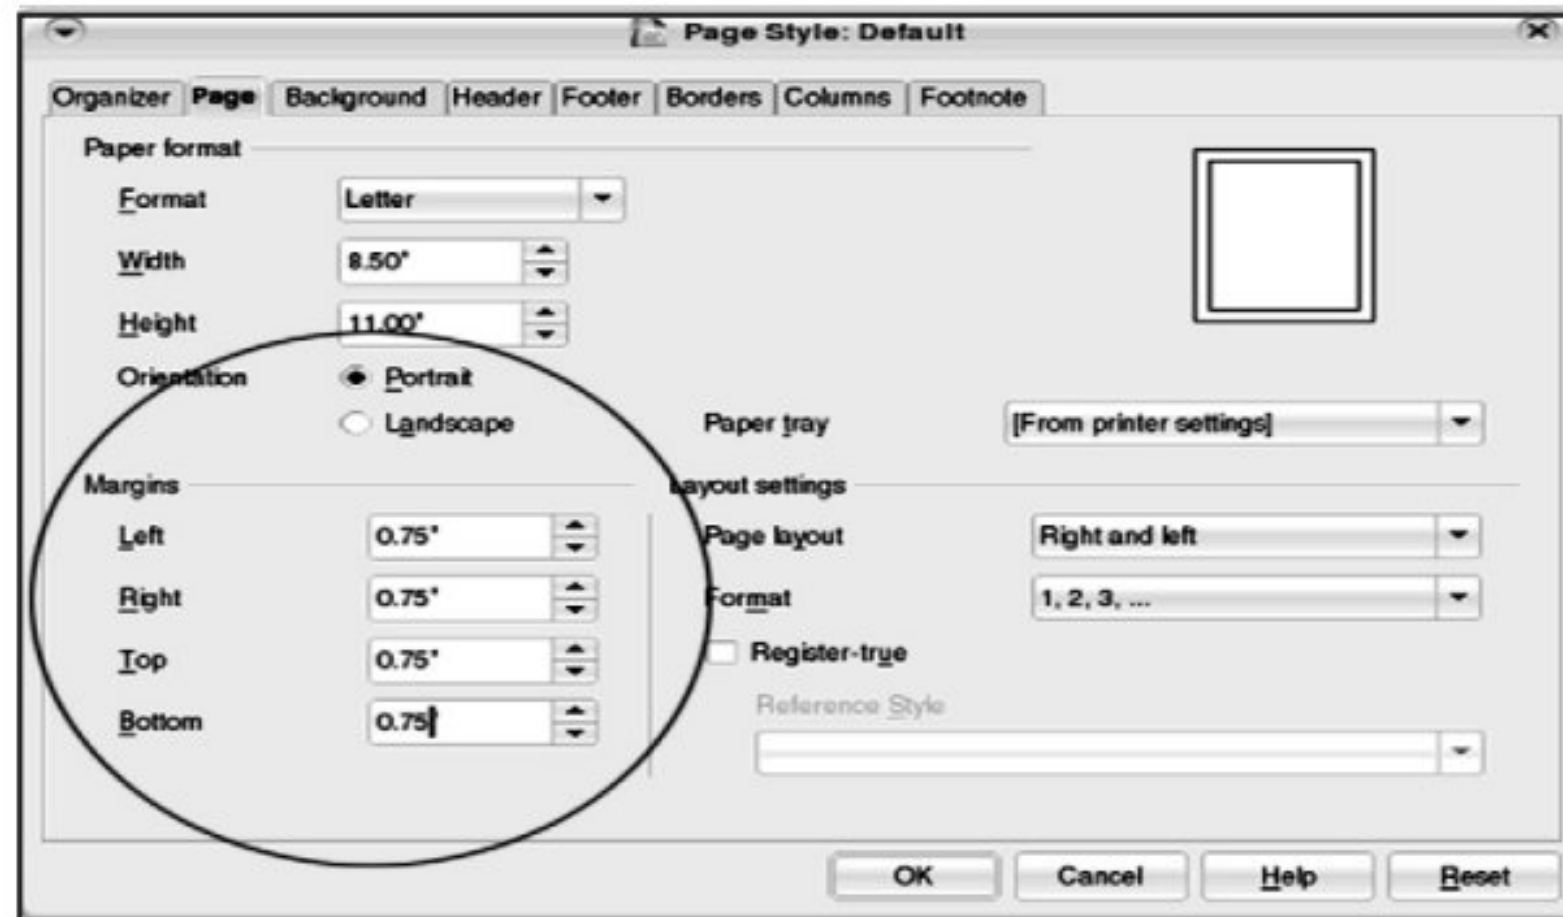 Page Style: Default
Organizer Page Background Header Footer Borders Columns Footnote
Paper format
Format Letter
Width 8.50"
Height 11.00"
Orientation Portrait
Landscape
Paper tray [From printer settings]
Margins
Left 0.75"
Right 0.75"
Top 0.75"
Bottom 0.75"
Layout settings
Page layout Right and left
Format 1, 2, 3, ...
Register-true
Reference Style
OK Cancel Help Reset